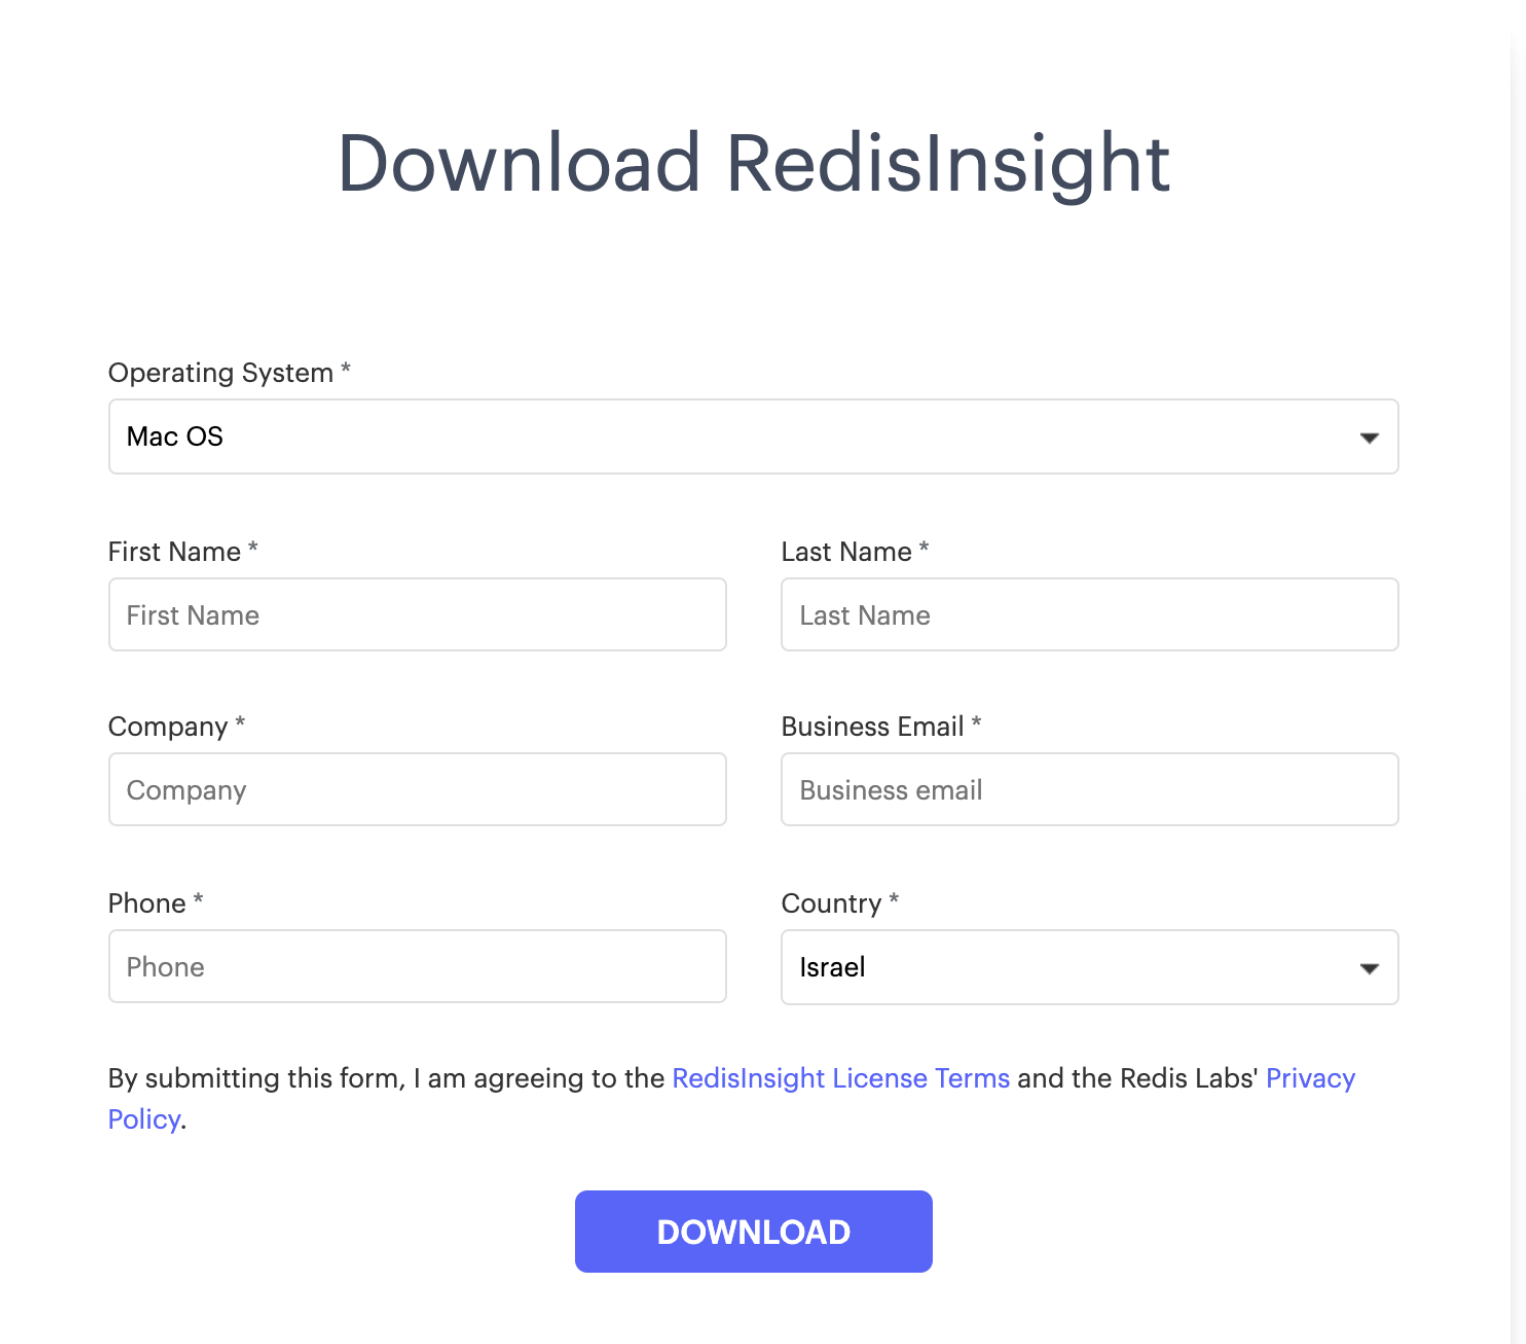 Download RedisInsight
Operating System *
Mac OS
First Name *
Last Name *
First Name
Last Name
Company *
Business Email *
Company
Business email
Phone *
Country *
Phone
Israel
By submitting this form, I am agreeing to the RedisInsight License Terms and the Redis Labs' Privacy
Policy.
DOWNLOAD